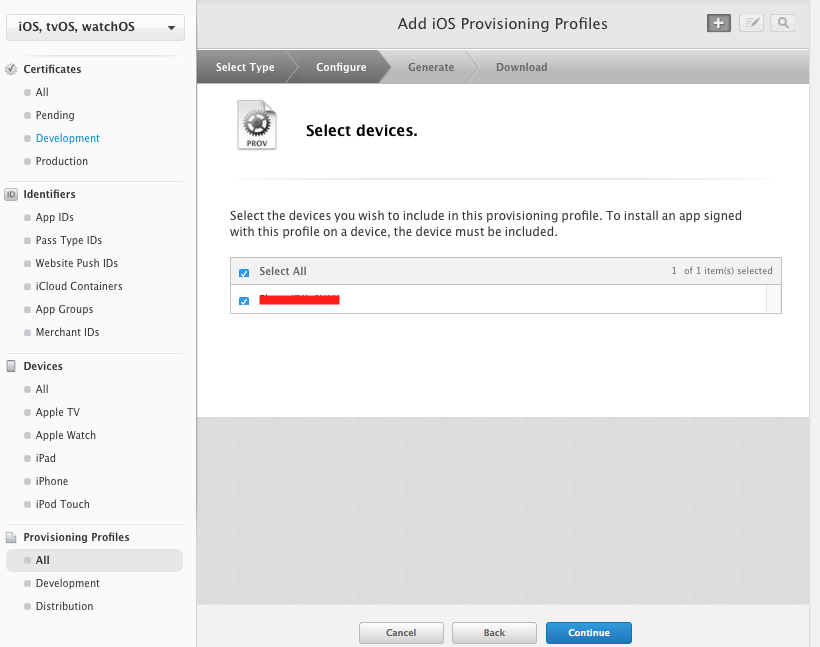 iOS, tvOS, watchOS
Certificates
All
Pending
Development
Production
ID Identifiers
App IDs
Pass Type IDs
Website Push IDs
iCloud Containers
App Groups
Merchant IDs
Devices
All
Apple TV
Apple Watch
iPad
iPhone
iPod Touch
Provisioning Profiles
All
Development
Distribution
Add iOS Provisioning Profiles
Select Type Configure Generate Download
PROV
Select devices.
Select the devices you wish to include in this provisioning profile. To install an app signed
with this profile on a device, the device must be included.
Select All 1 of 1 item(s) selected
Cancel Back Continue